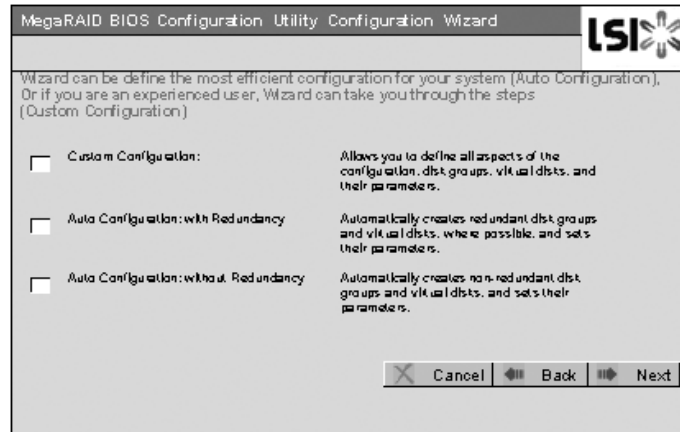 MegaRAID BIOS Configuration Utility Configuration Wizard
LSI
Wizard can be define the most efficient configuration for your system (Auto Configuration),
Or if you are an experienced user, Wizard can take you through the steps
(Custom Configuration)
Custom Configuration:
Allows you to define all aspects of the
configuration, disk groups, virtual disks, and
their parameters.
Auto Configuration: with Redundancy
Automatically creates redundant disk groups
and virtual disks, where possible, and sets
their parameters.
Auto Configuration: without Redundancy
Automatically creates non-redundant disk
groups and virtual disks, and sets their
parameters.
Cancel Back Next